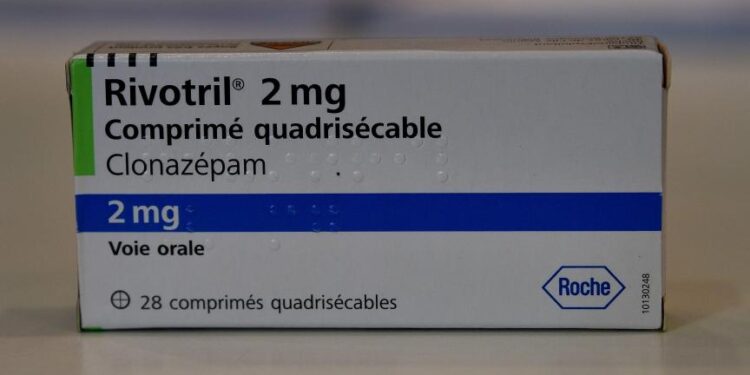 Rivotril® 2 mg
Comprimé quadrisécable
Clonazépam
2 mg
Voie orale
28 comprimés quadrisécables
Roche
10130248